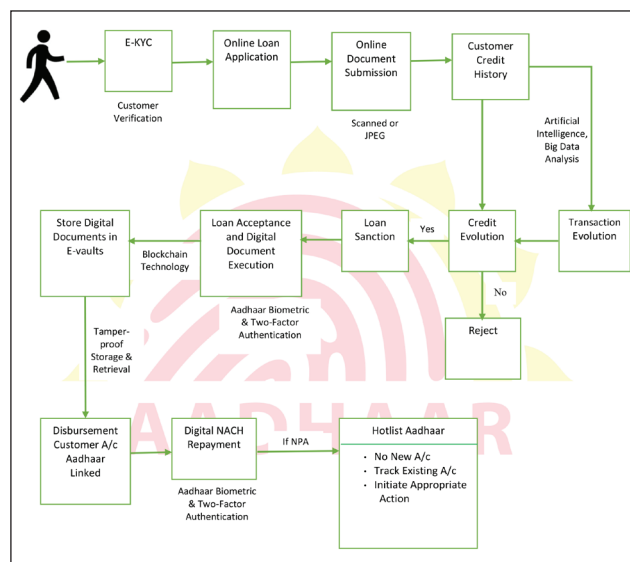 E-KYC
Customer
Verification
Online Loan
Application
Online
Document
Submission
Scanned or
JPEG
Customer
Credit
History
Artificial
Intelligence,
Big Data
Analysis
Store Digital
Documents in
E-vaults
Blockchain
Technology
Loan Acceptance
and Digital
Document
Execution
Aadhaar Biometric
& Two-Factor
Authentication
Loan
Sanction
Yes
Credit
Evolution
Transaction
Evolution
No
Reject
Tamper-
proof
Storage &
Retrieval
AADHAAR
Disbursement
Customer A/c
Aadhaar
Linked
Digital NACH
Repayment
Aadhaar Biometric
& Two-Factor
Authentication
If NPA
Hotlist Aadhaar
• No New A/c
• Track Existing A/c
• Initiate Appropriate
Action